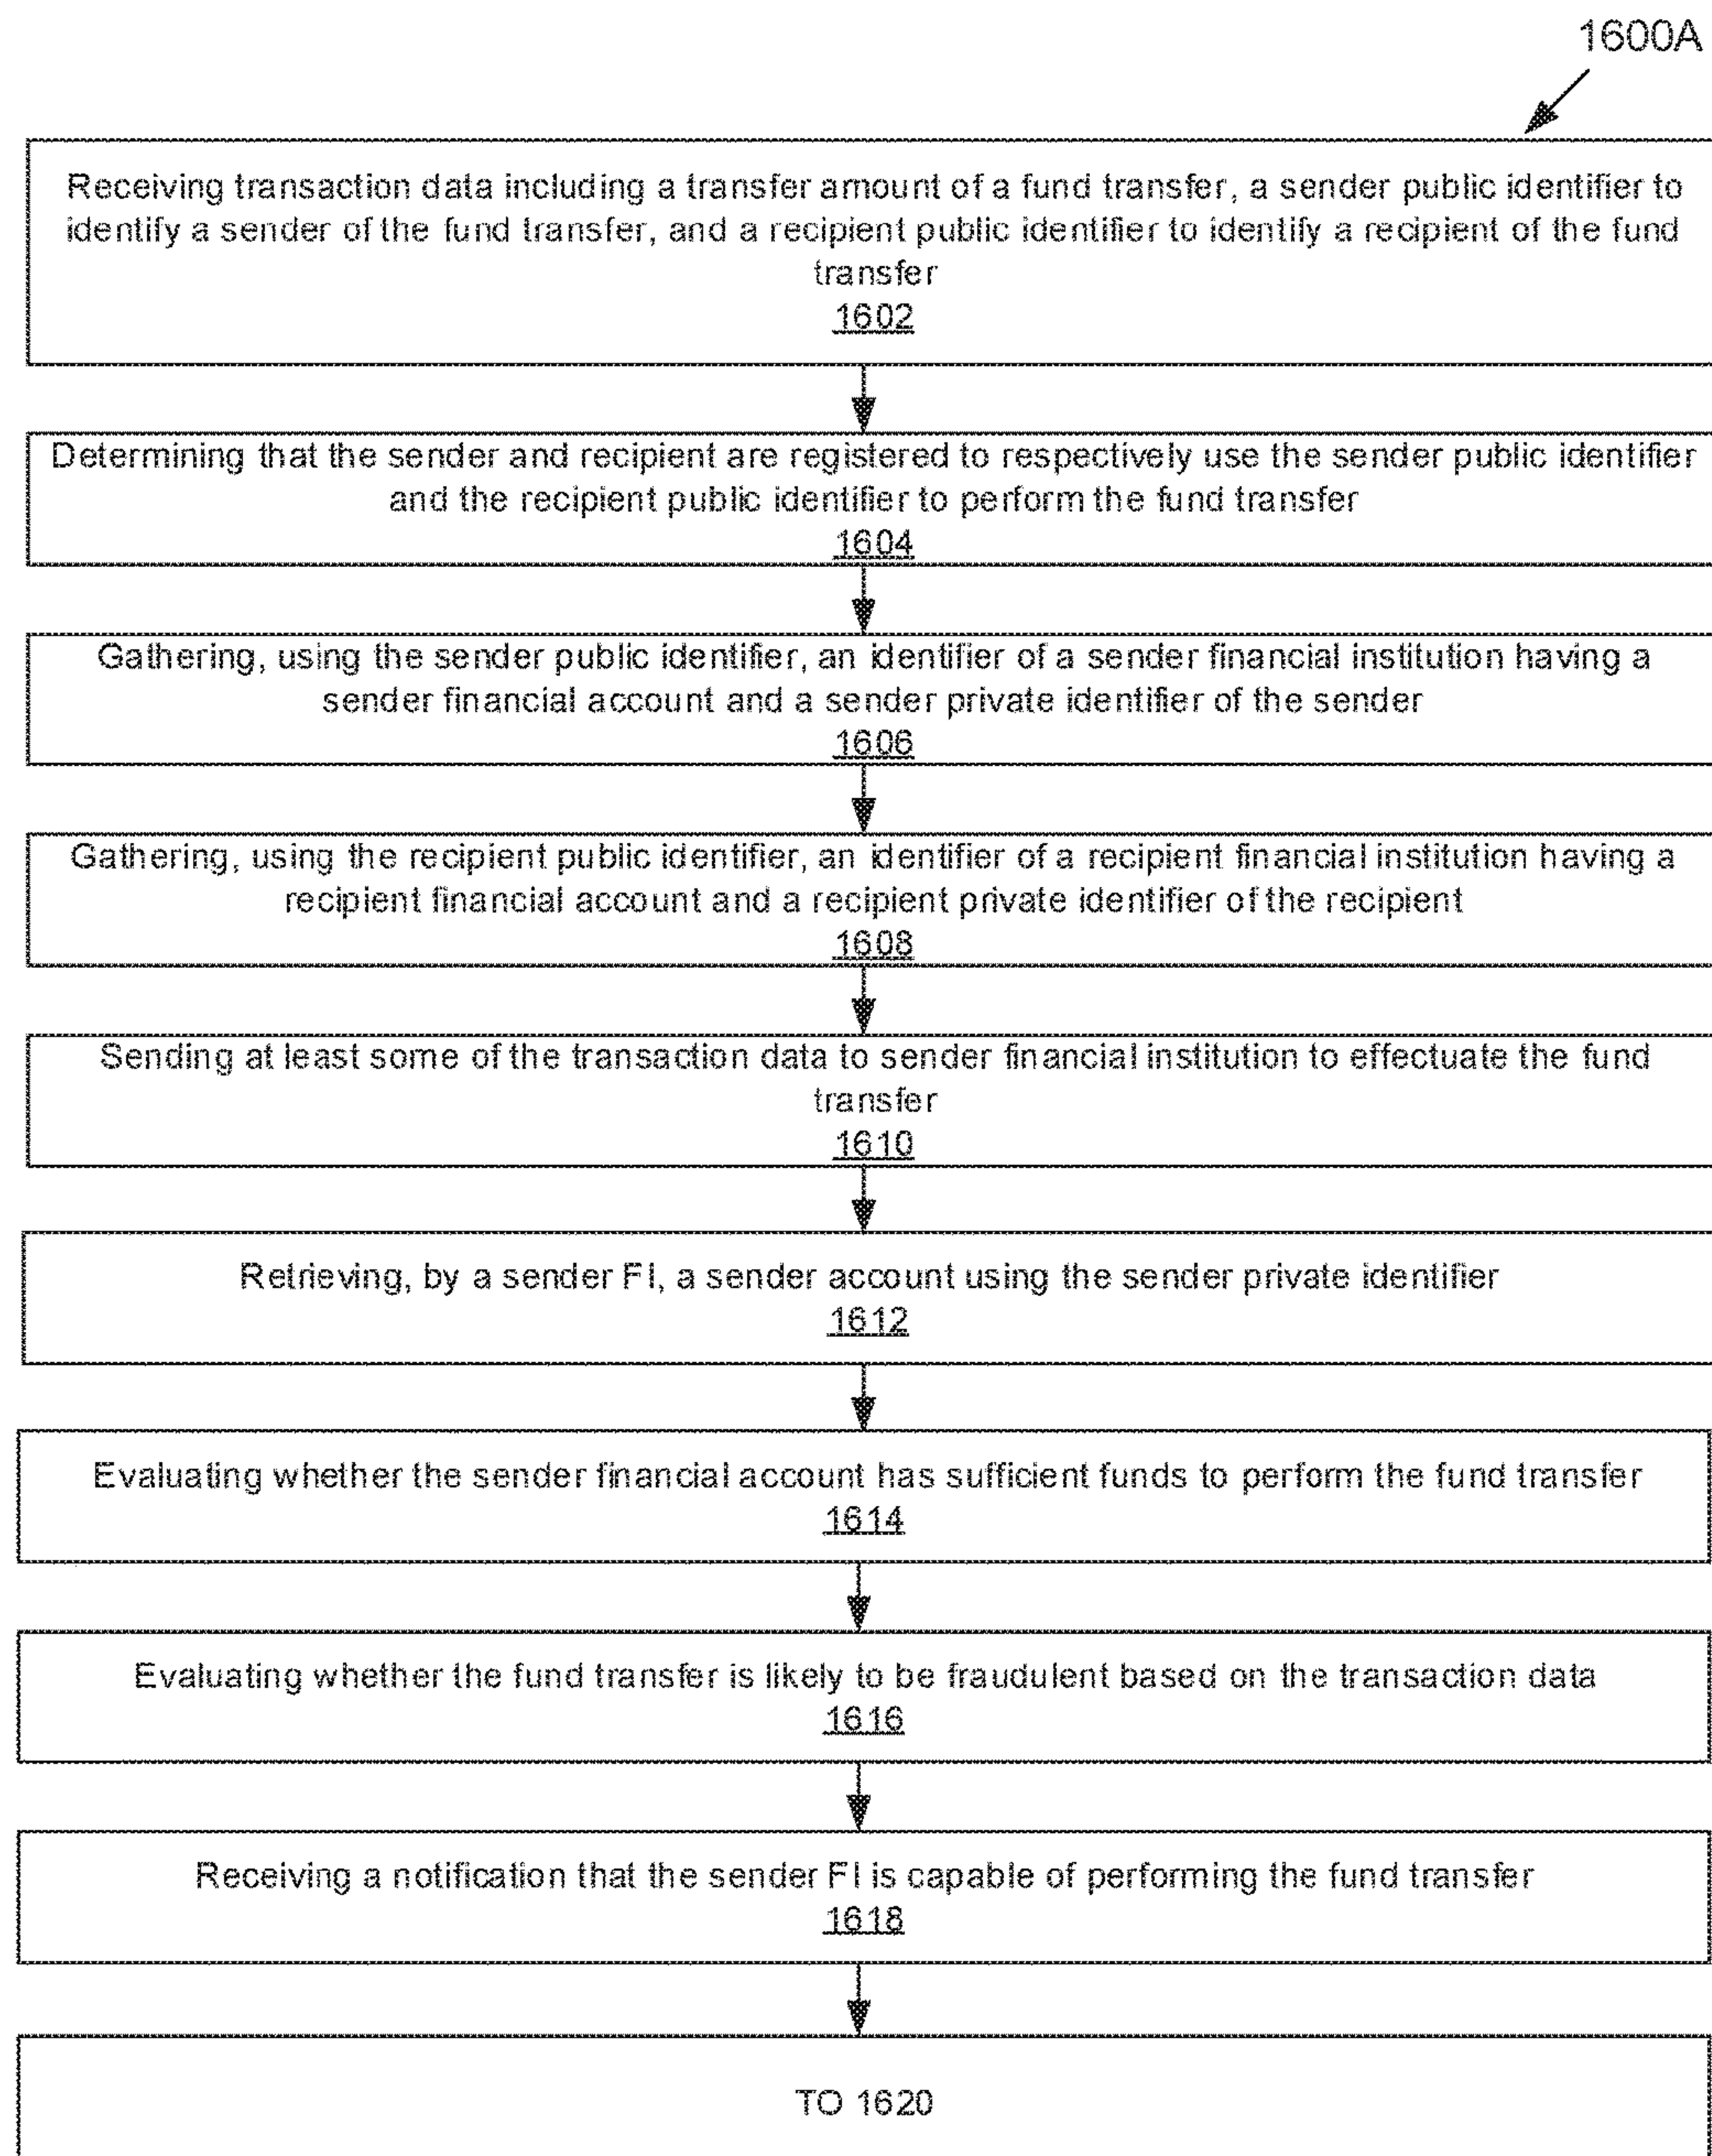 1600A
Receiving transaction data including a transfer amount of a fund transfer, a sender public identifier to
identify a sender of the fund transfer, and a recipient public identifier to identify a recipient of the fund
transfer
1602
Determining that the sender and recipient are registered to respectively use the sender public identifier
and the recipient public identifier to perform the fund transfer
1604
Gathering, using the sender public identifier, an identifier of a sender financial institution having a
sender financial account and a sender private identifier of the sender
1606
Gathering, using the recipient public identifier, an identifier of a recipient financial institution having a
recipient financial account and a recipient private identifier of the recipient
1608
Sending at least some of the transaction data to sender financial institution to effectuate the fund
transfer
1610
Retrieving, by a sender FI, a sender account using the sender private identifier
1612
Evaluating whether the sender financial account has sufficient funds to perform the fund transfer
1614
Evaluating whether the fund transfer is likely to be fraudulent based on the transaction data
1616
Receiving a notification that the sender FI is capable of performing the fund transfer
1618
TO 1620